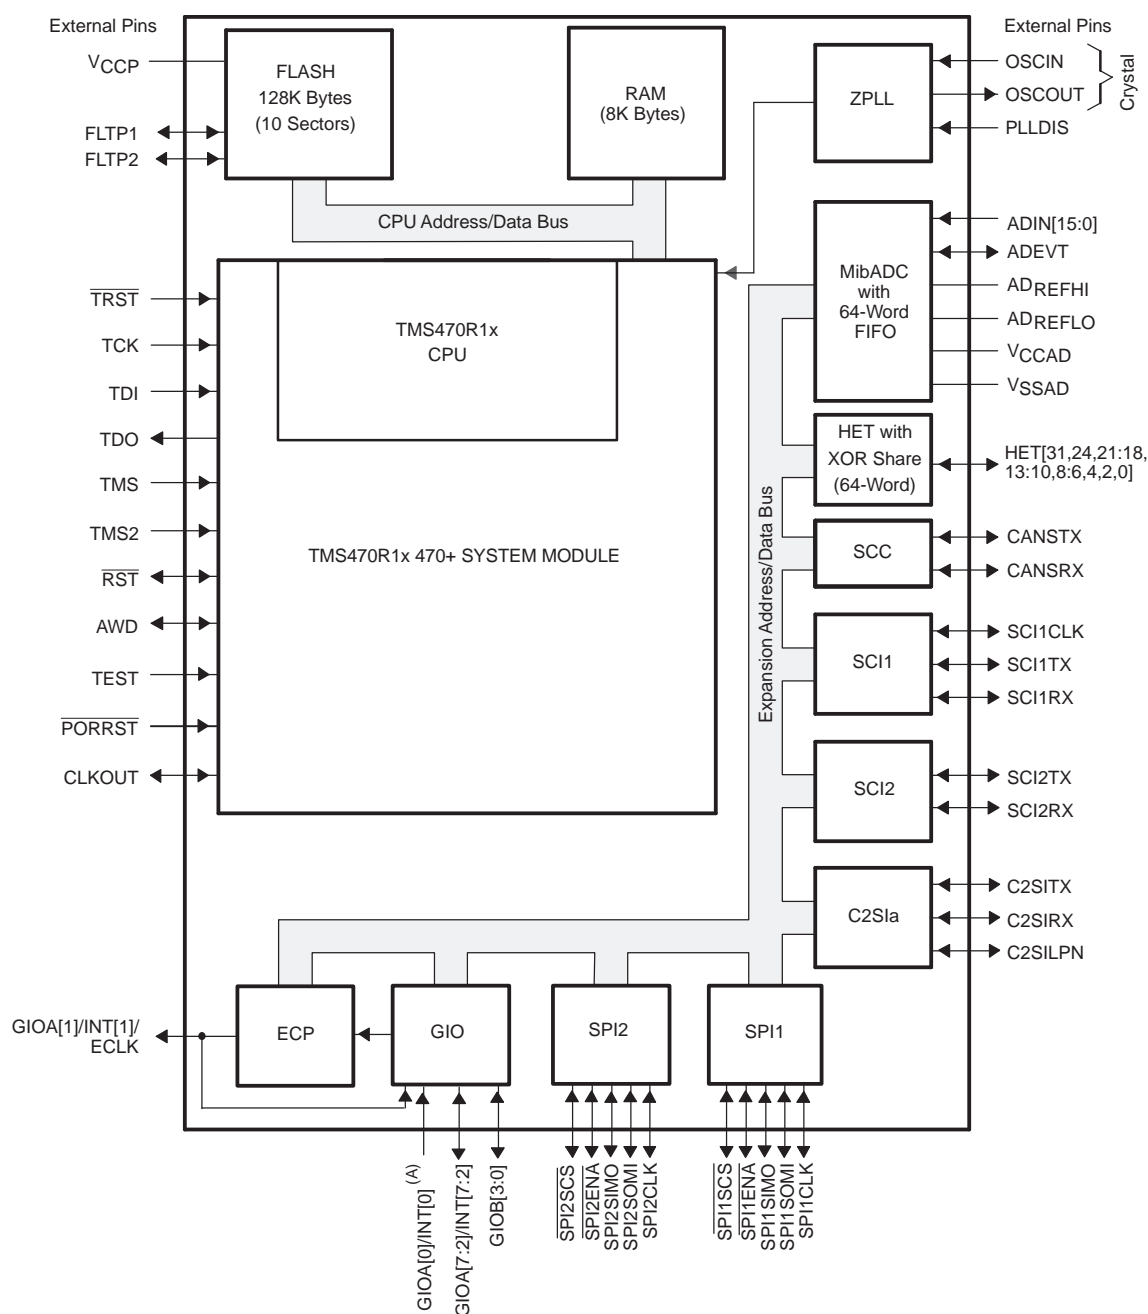 External Pins
External Pins
VCCP
FLASH
128K Bytes
(10 Sectors)
FLTP1
FLTP2
RAM
(8K Bytes)
ZPLL
OSCIN
OSCOUT
Crystal
PLLDIS
CPU Address/Data Bus
TRST
TCK
TDI
TDO
TMS
TMS2
RST
AWD
TEST
PORRST
CLKOUT
TMS470R1x
CPU
TMS470R1x 470+ SYSTEM MODULE
Expansion Address/Data Bus
MibADC
with
64-Word
FIFO
ADIN[15:0]
ADEVT
ADREFHI
ADREFLO
VCCAD
VSSAD
HET with
XOR Share
(64-Word)
HET[31,24,21:18,
13:10,8:6,4,2,0]
SCC
CANSTX
CANSRX
SCI1
SCI1CLK
SCI1TX
SCI1RX
SCI2
SCI2TX
SCI2RX
C2SIa
C2SITX
C2SIRX
C2SILPN
GIOA[1]/INT[1]/
ECLK
ECP
GIO
SPI2
SPI1
GIOA[0]/INT[0](A)
GIOA[7:2]/INT[7:2]
GIOB[3:0]
SPI2SCS
SPI2ENA
SPI2SIMO
SPI2SOMI
SPI2CLK
SPI1SCS
SPI1ENA
SPI1SIMO
SPI1SOMI
SPI1CLK